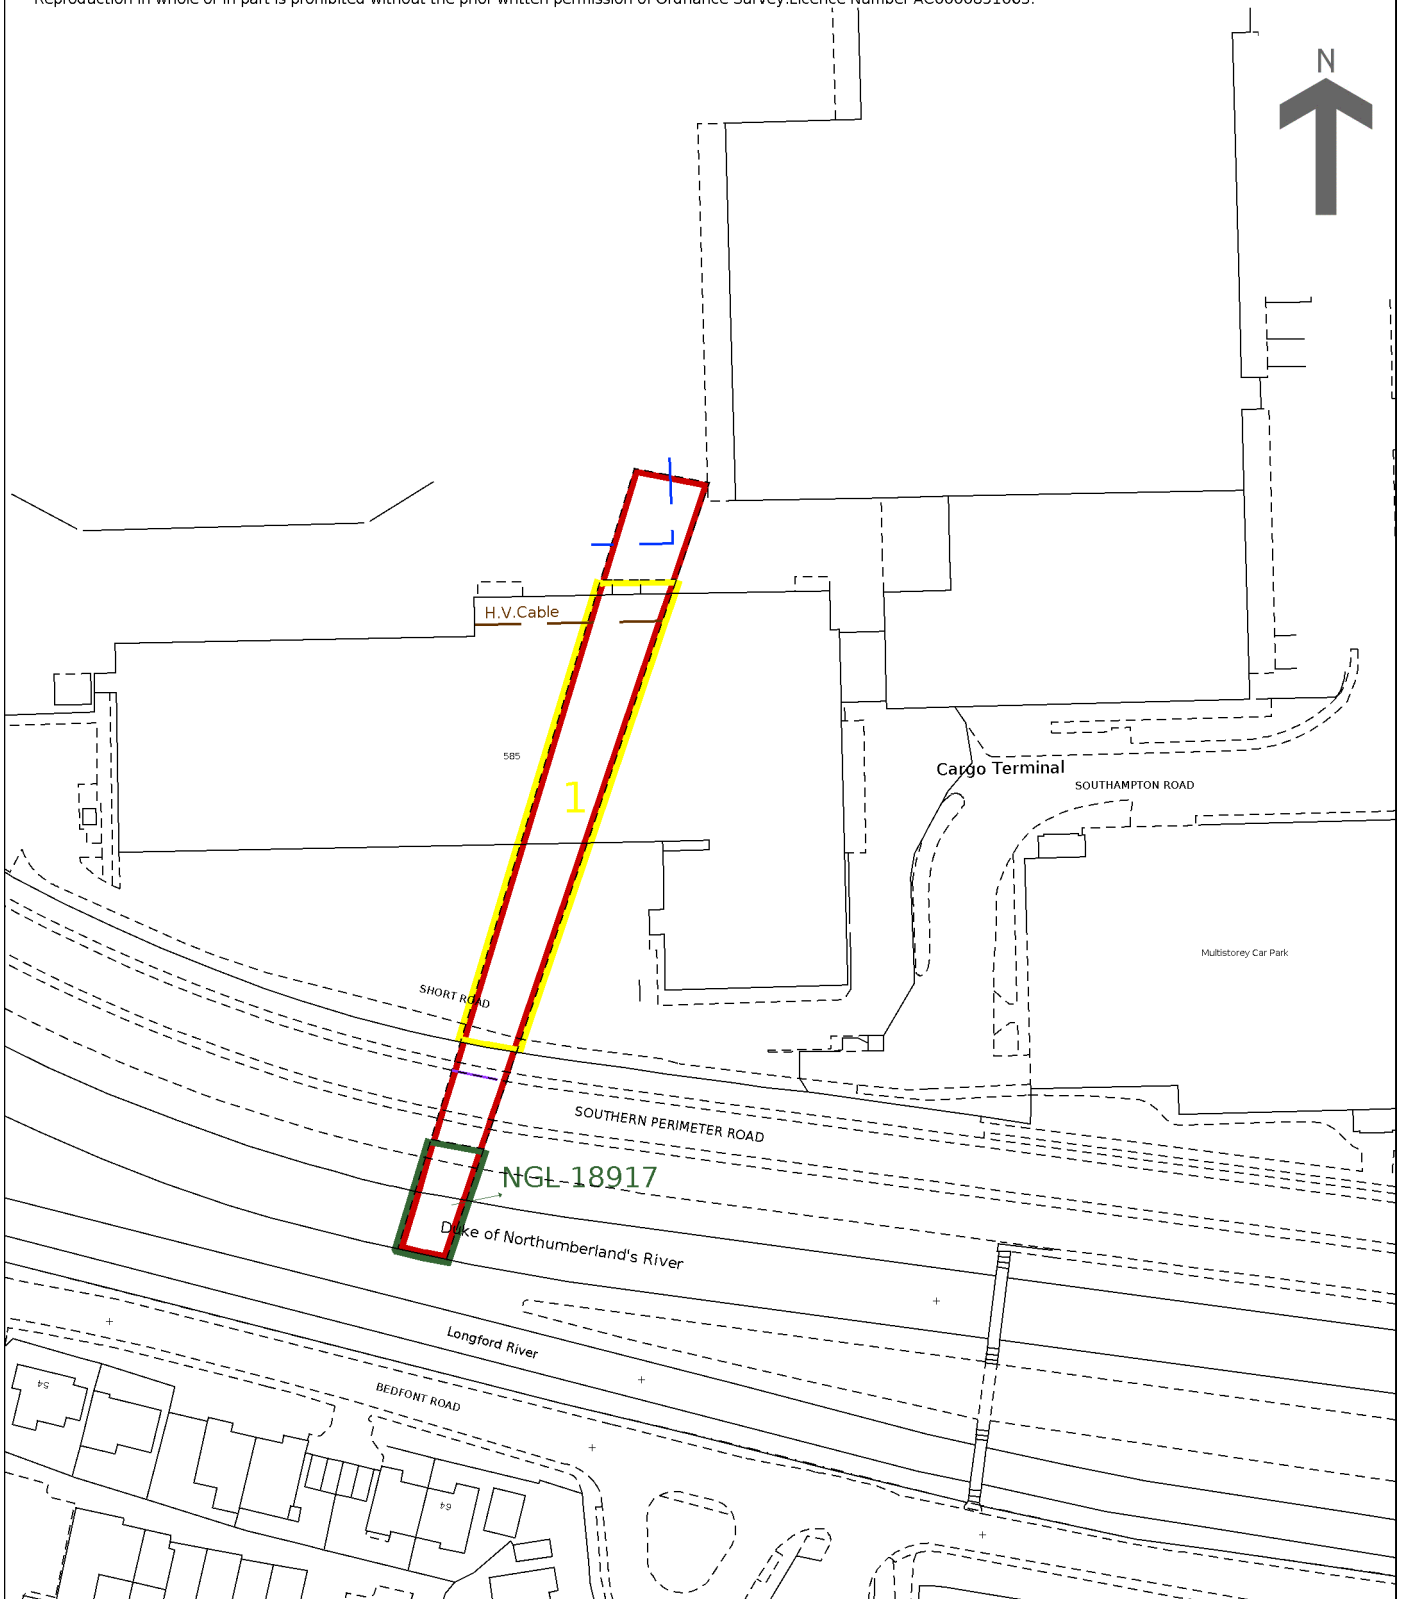 N
H.V.Cable
585
1
Cargo Terminal
SOUTHAMPTON ROAD
Multistorey Car Park
SHORT ROAD
SOUTHERN PERIMETER ROAD
NGL 18917
Duke of Northumberland's River
Longford River
BEDFONT ROAD
54
64